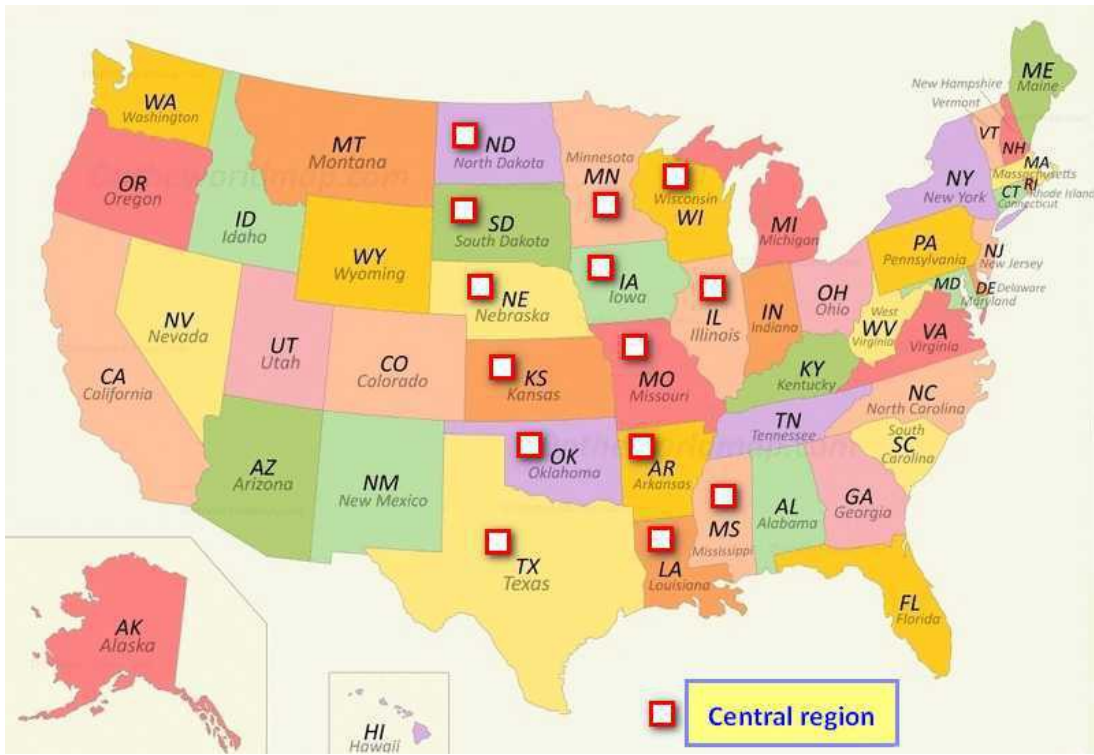 WA
Washington
OR
Oregon
CA
California
NV
Nevada
ID
Idaho
MT
Montana
WY
Wyoming
UT
Utah
CO
Colorado
AZ
Arizona
NM
New Mexico
ND
North Dakota
SD
South Dakota
NE
Nebraska
KS
Kansas
OK
Oklahoma
TX
Texas
Minnesota
MN
IA
Iowa
MO
Missouri
AR
Arkansas
LA
Louisiana
Wisconsin
WI
IL
Illinois
MS
Mississippi
MI
Michigan
IN
Indiana
OH
Ohio
KY
Kentucky
TN
Tennessee
AL
Alabama
GA
Georgia
FL
Florida
South
SC
Carolina
NC
North Carolina
VA
Virginia
West
WV
Virginia
PA
Pennsylvania
NY
New York
MD
Maryland
DE Delaware
NJ
New Jersey
CT
Connecticut
RI
Rhode Island
MA
Massachusetts
New Hampshire
Vermont
VT
NH
ME
Maine
AK
Alaska
HI
Hawaii
Central region